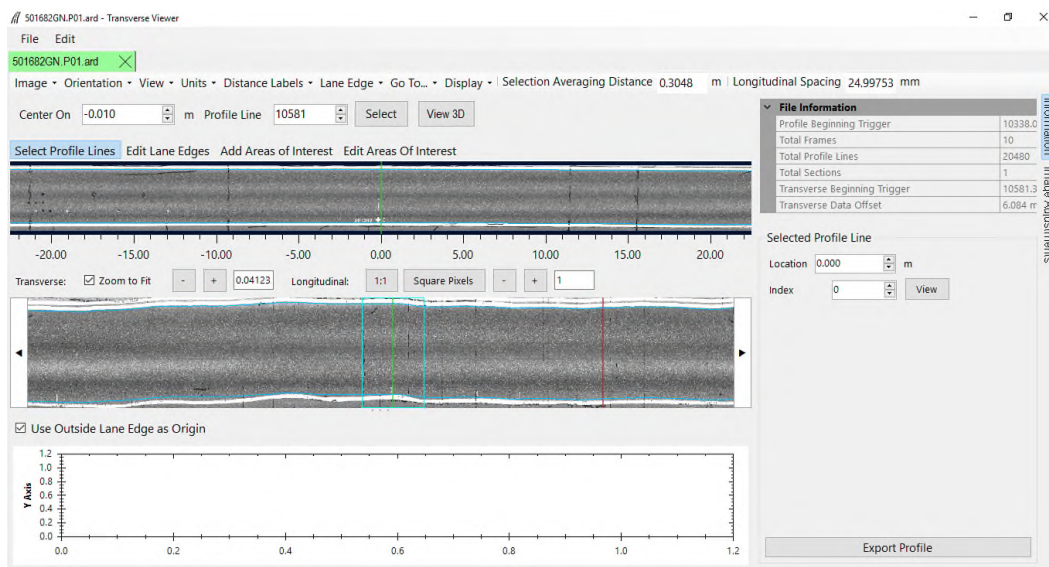 501682GN.P01.ard - Transverse Viewer
File Edit
501682GN.P01.ard
Image Orientation View Units Distance Labels Lane Edge Go To... Display Selection Averaging Distance 0.3048 m Longitudinal Spacing 24.99753 mm
Center On -0.010 m Profile Line 10581 Select View 3D
Select Profile Lines Edit Lane Edges Add Areas of Interest Edit Areas Of Interest
-20.00 -15.00 -10.00 -5.00 0.00 5.00 10.00 15.00 20.00
Transverse: Zoom to Fit - + 0.04123 Longitudinal: 1:1 Square Pixels - + 1
Use Outside Lane Edge as Origin
Y Axis
1.2
1.0
0.8
0.6
0.4
0.2
0.0
0.0 0.2 0.4 0.6 0.8 1.0 1.2
File Information
Profile Beginning Trigger 10338.0
Total Frames 10
Total Profile Lines 20480
Total Sections 1
Transverse Beginning Trigger 10581.3
Transverse Data Offset 6.084 m
Selected Profile Line
Location 0.000 m
Index 0 View
Export Profile
Information
Image Adjustments